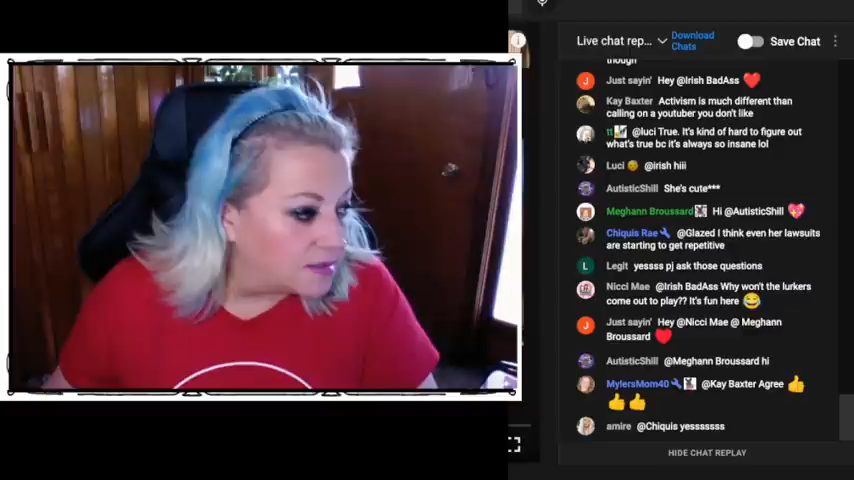 Live chat rep...
Download
Chats
Save Chat
though
Just sayin' Hey @Irish BadAss
Kay Baxter Activism is much different than
calling on a youtuber you don't like
tt @luci True. It's kind of hard to figure out
what's true bc it's always so insane lol
Luci @irish hiii
AutisticShill She's cute***
Meghann Broussard Hi @AutisticShill
Chiquis Rae @Glazed I think even her lawsuits
are starting to get repetitive
Legit yessss pj ask those questions
Nicci Mae @Irish BadAss Why won't the lurkers
come out to play?? It's fun here
Just sayin' Hey @Nicci Mae @ Meghann
Broussard
AutisticShill @Meghann Broussard hi
MylersMom40 @Kay Baxter Agree
amire @Chiquis yesssssss
HIDE CHAT REPLAY